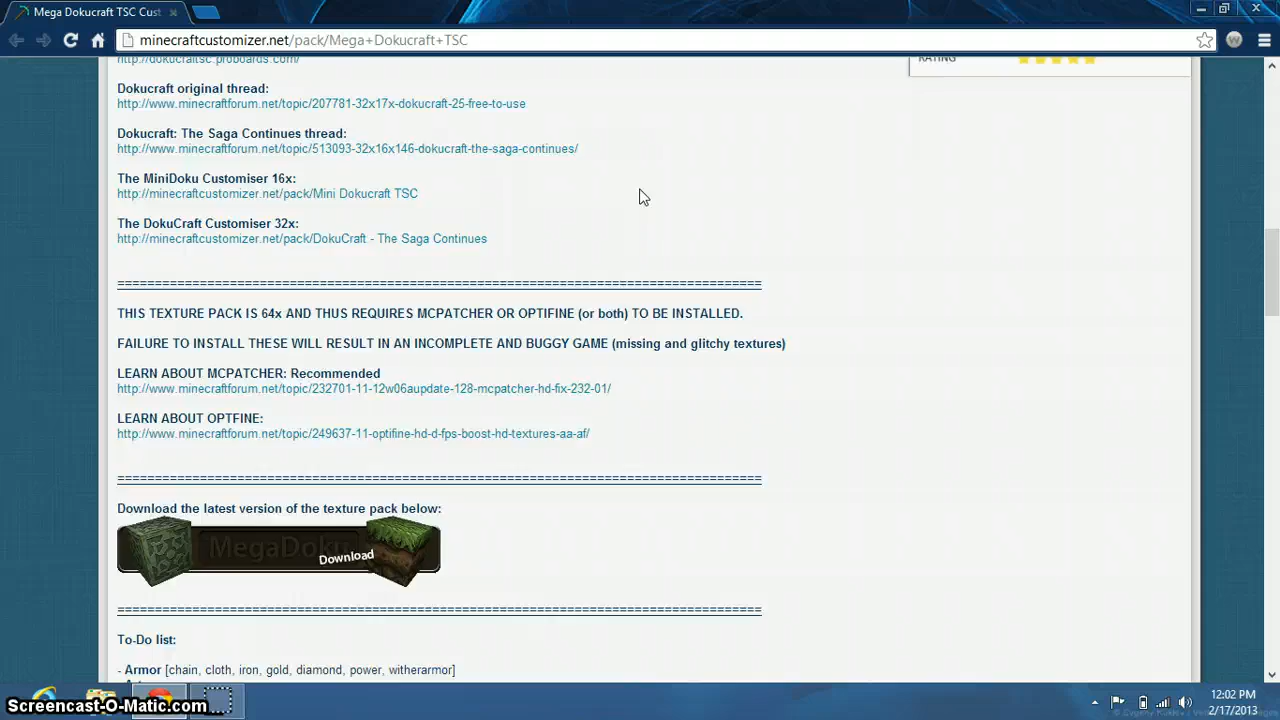 Mega Dokucraft TSC Cust
minecraftcustomizer.net/pack/Mega+Dokucraft+TSC
http://dokucraftsc.proboards.com/
RATING
Dokucraft original thread:
http://www.minecraftforum.net/topic/207781-32x17x-dokucraft-25-free-to-use
Dokucraft: The Saga Continues thread:
http://www.minecraftforum.net/topic/513093-32x16x146-dokucraft-the-saga-continues/
The MiniDoku Customiser 16x:
http://minecraftcustomizer.net/pack/Mini Dokucraft TSC
The DokuCraft Customiser 32x:
http://minecraftcustomizer.net/pack/DokuCraft - The Saga Continues
THIS TEXTURE PACK IS 64x AND THUS REQUIRES MCPATCHER OR OPTIFINE (or both) TO BE INSTALLED.
FAILURE TO INSTALL THESE WILL RESULT IN AN INCOMPLETE AND BUGGY GAME (missing and glitchy textures)
LEARN ABOUT MCPATCHER: Recommended
http://www.minecraftforum.net/topic/232701-11-12w06aupdate-128-mcpatcher-hd-fix-232-01/
LEARN ABOUT OPTFINE:
http://www.minecraftforum.net/topic/249637-11-optifine-hd-d-fps-boost-hd-textures-aa-af/
Download the latest version of the texture pack below:
MegaDoku
Download
To-Do list:
- Armor [chain, cloth, iron, gold, diamond, power, witherarmor]
Screencast-O-Matic.com
12:02 PM
2/17/2013